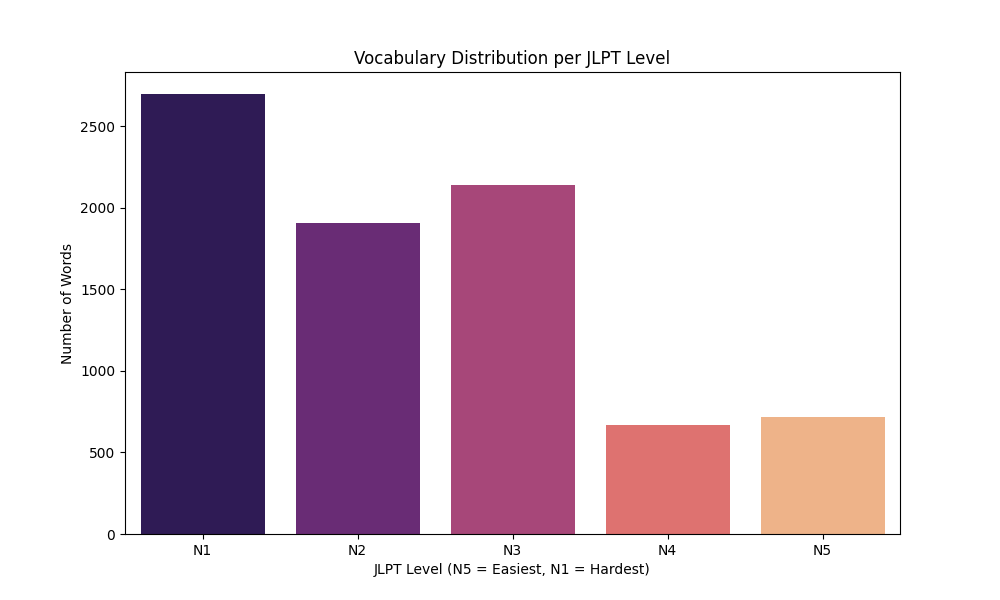 Vocabulary Distribution per JLPT Level
Number of Words
2500
2000
1500
1000
500
0
N1 N2 N3 N4 N5
JLPT Level (N5 = Easiest, N1 = Hardest)